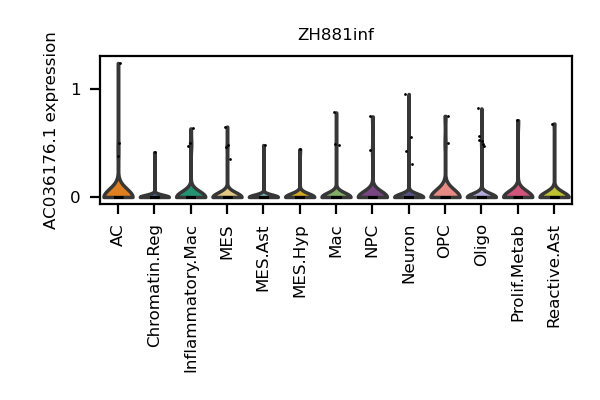 ZH881inf
AC036176.1 expression
1
0
AC
Chromatin.Reg
Inflammatory.Mac
MES
MES.Ast
MES.Hyp
Mac
NPC
Neuron
OPC
Oligo
Prolif.Metab
Reactive.Ast